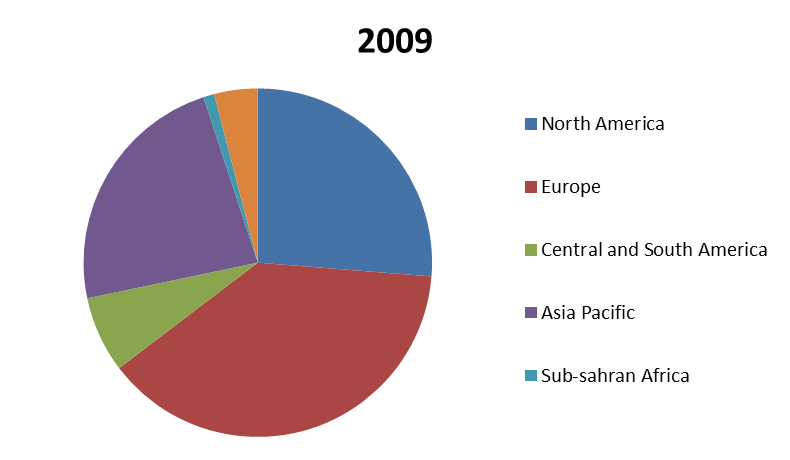 2009
North America
Europe
Central and South America
Asia Pacific
Sub-sahran Africa